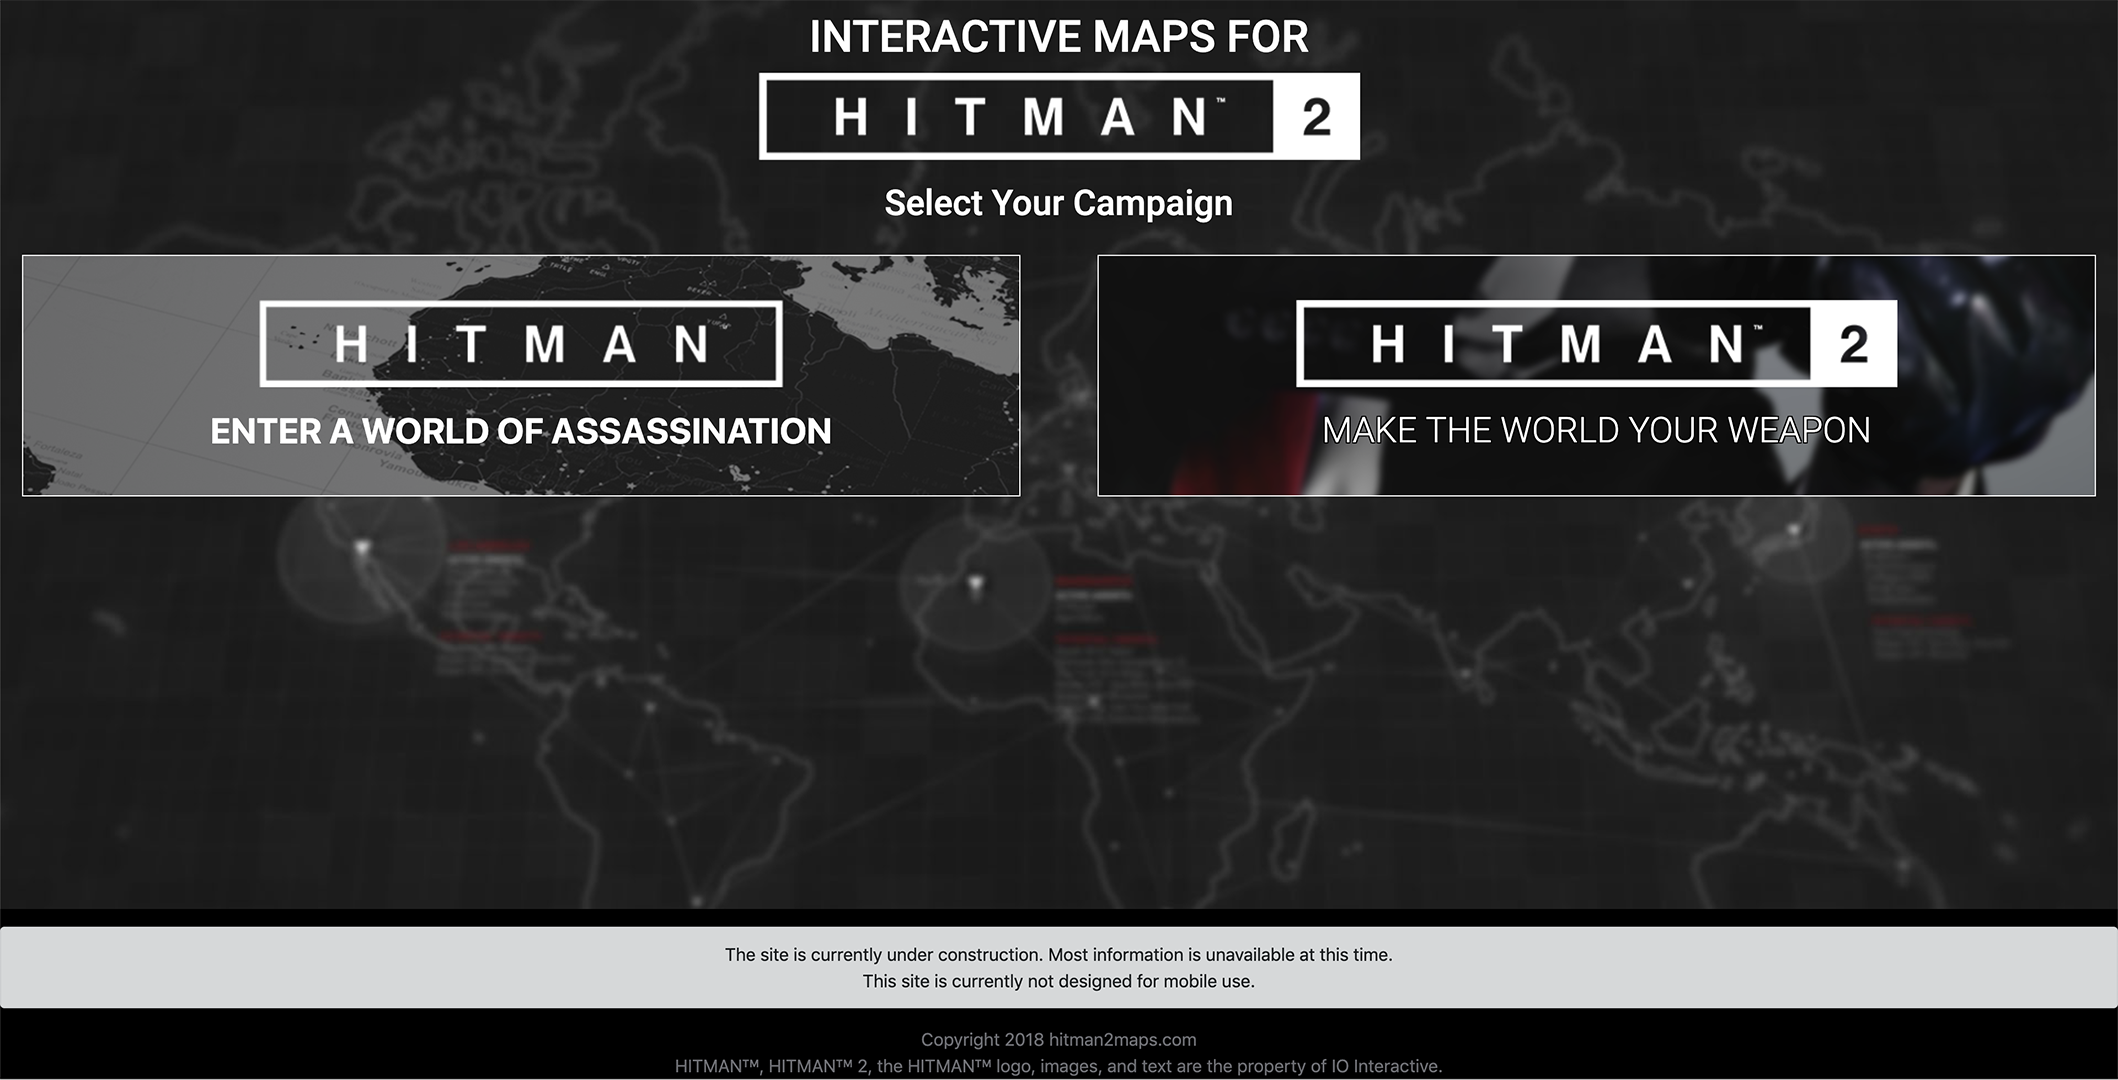 INTERACTIVE MAPS FOR
HITMAN™ 2
Select Your Campaign
HITMAN
ENTER A WORLD OF ASSASSINATION
HITMAN™ 2
MAKE THE WORLD YOUR WEAPON
The site is currently under construction. Most information is unavailable at this time.
This site is currently not designed for mobile use.
Copyright 2018 hitman2maps.com
HITMAN™, HITMAN™ 2, the HITMAN™ logo, images, and text are the property of IO Interactive.